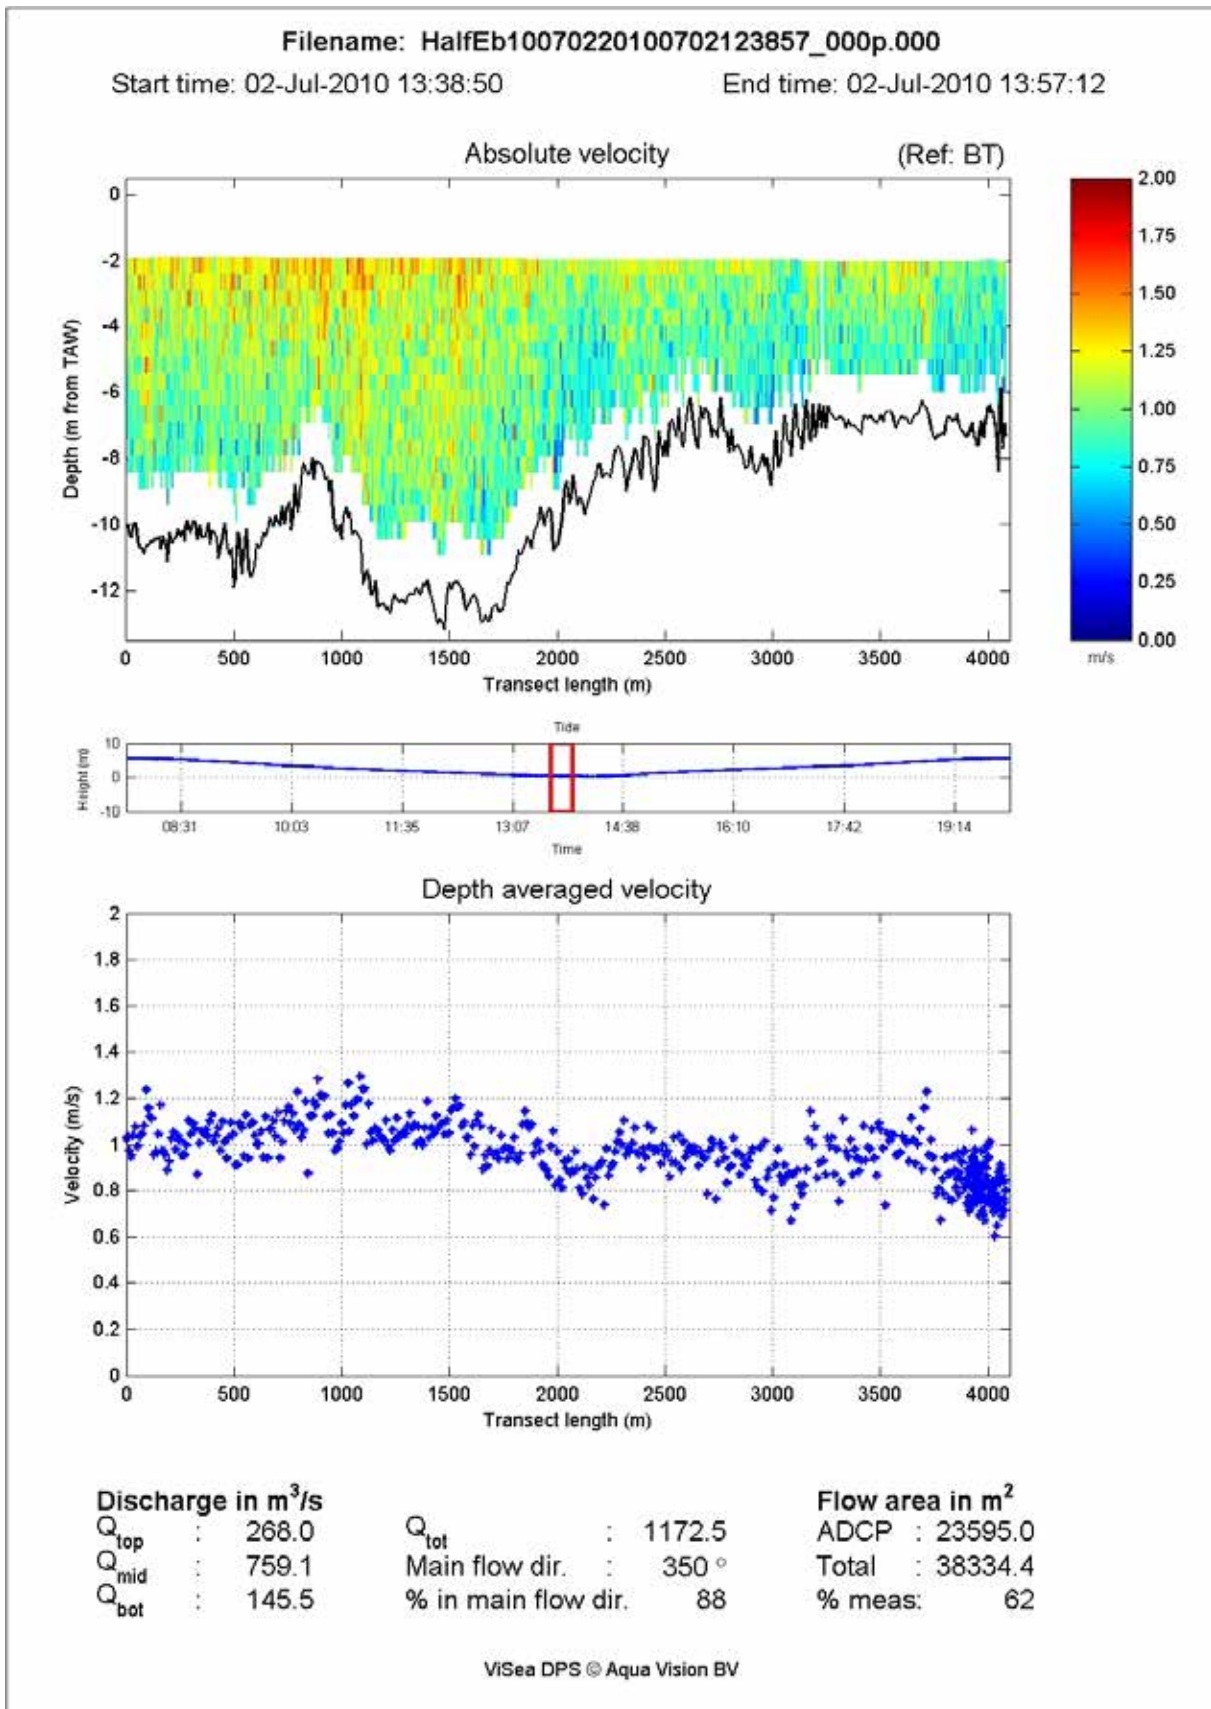 Filename: HalfEb10070220100702123857_000p.000
Start time: 02-Jul-2010 13:38:50 End time: 02-Jul-2010 13:57:12
Absolute velocity (Ref: BT)
0
-2
-4
-6
-8
-10
-12
Depth (m from TAW)
0 500 1000 1500 2000 2500 3000 3500 4000
Transect length (m)
2.00
1.75
1.50
1.25
1.00
0.75
0.50
0.25
0.00
m/s
Tide
10
0
-10
Height (m)
08:31 10:03 11:35 13:07 14:38 16:10 17:42 19:14
Time
Depth averaged velocity
2
1.8
1.6
1.4
1.2
1
0.8
0.6
0.4
0.2
0
Velocity (m/s)
0 500 1000 1500 2000 2500 3000 3500 4000
Transect length (m)
Discharge in m³/s Flow area in m²
Q_top : 268.0 Q_tot : 1172.5 ADCP : 23595.0
Q_mid : 759.1 Main flow dir. : 350 ° Total : 38334.4
Q_bot : 145.5 % in main flow dir. 88 % meas: 62
ViSea DPS © Aqua Vision BV